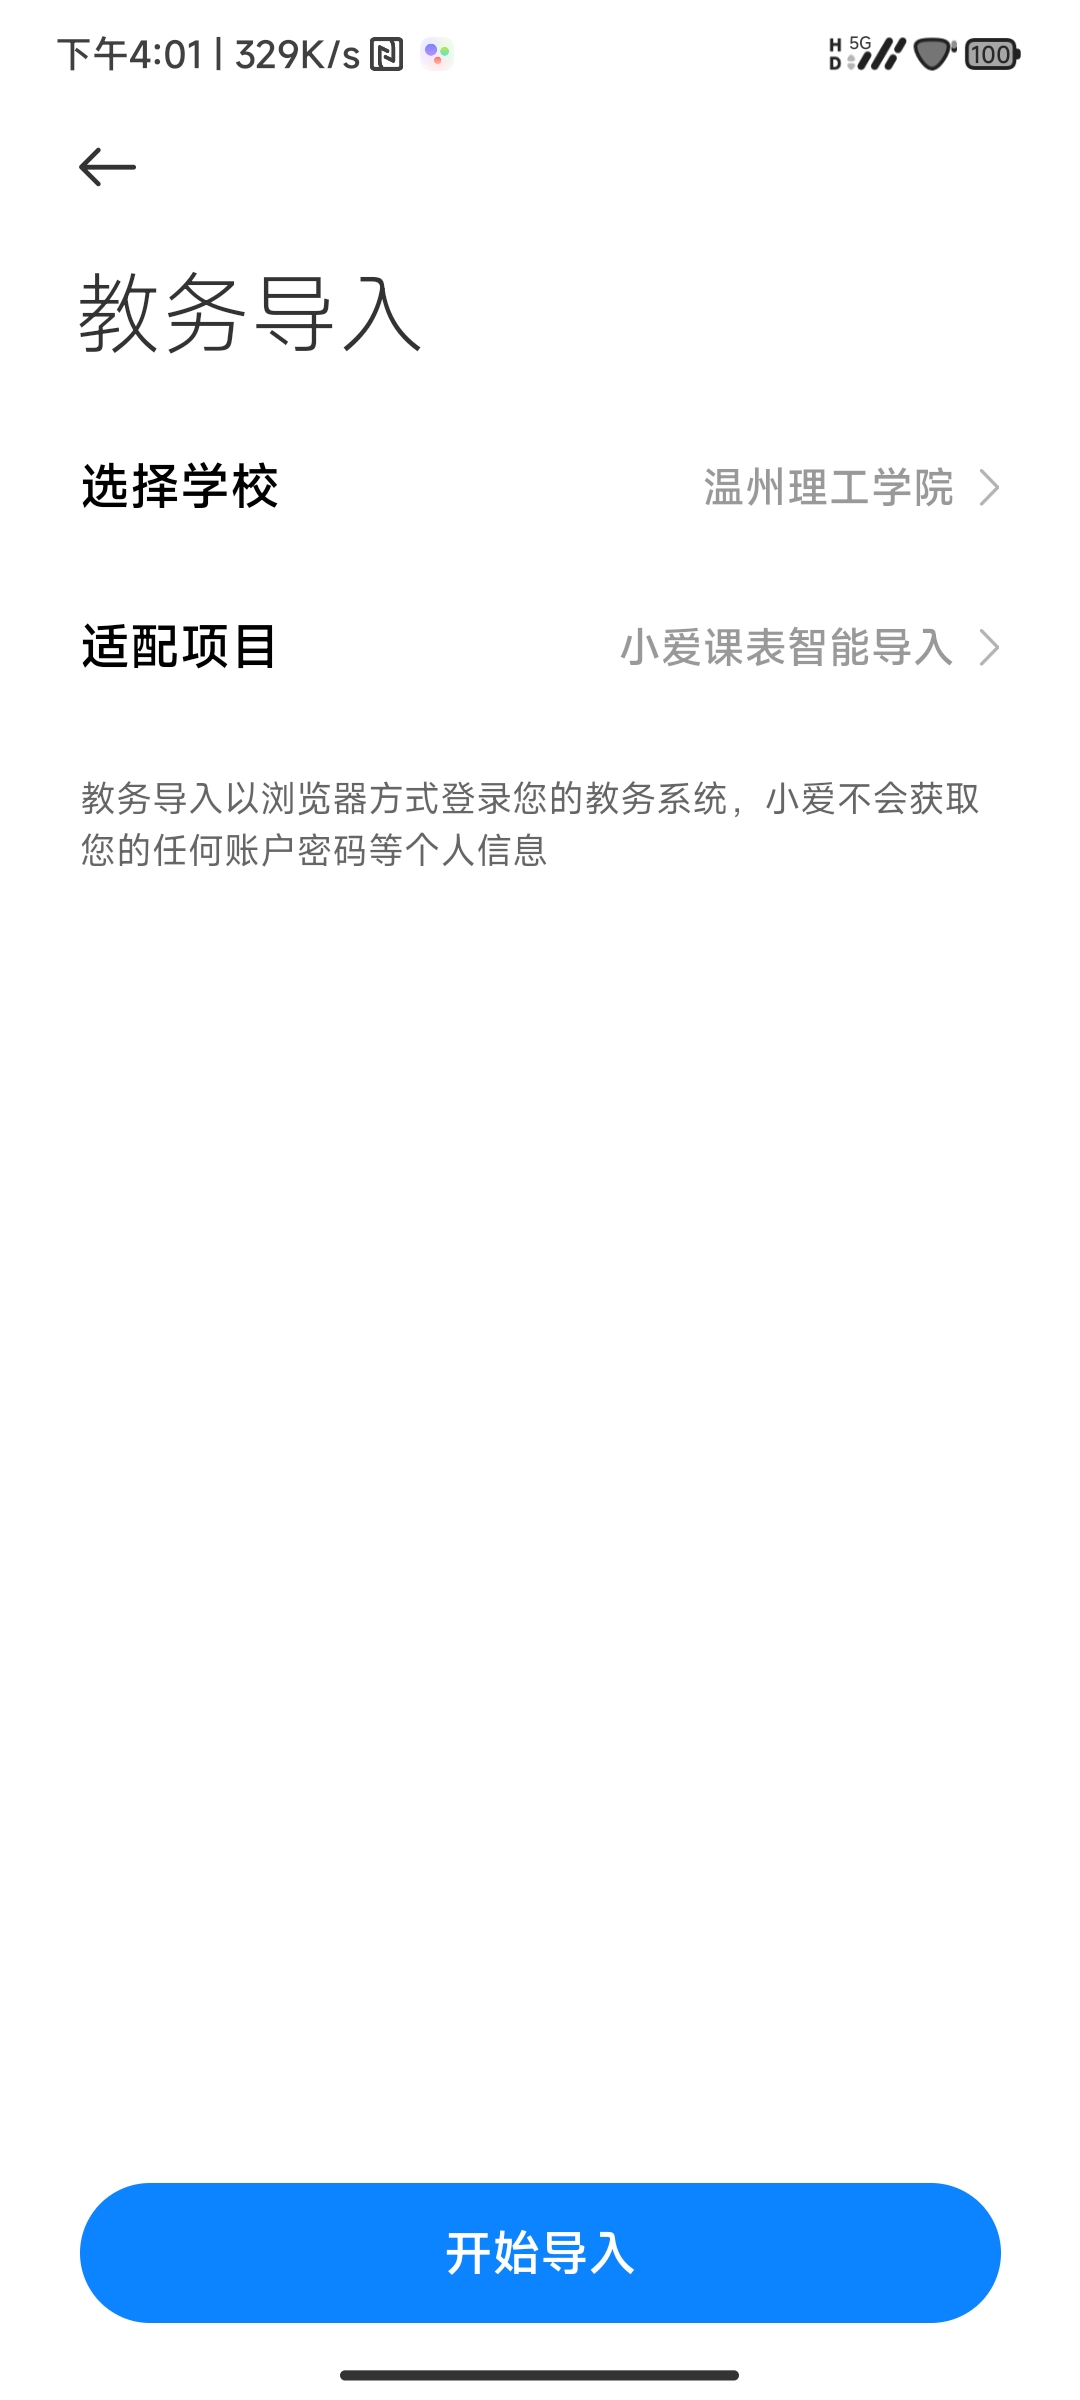 下午4:01 | 329K/s
HD 5G 100
教务导入
选择学校 温州理工学院
适配项目 小爱课表智能导入
教务导入以浏览器方式登录您的教务系统，小爱不会获取
您的任何账户密码等个人信息
开始导入